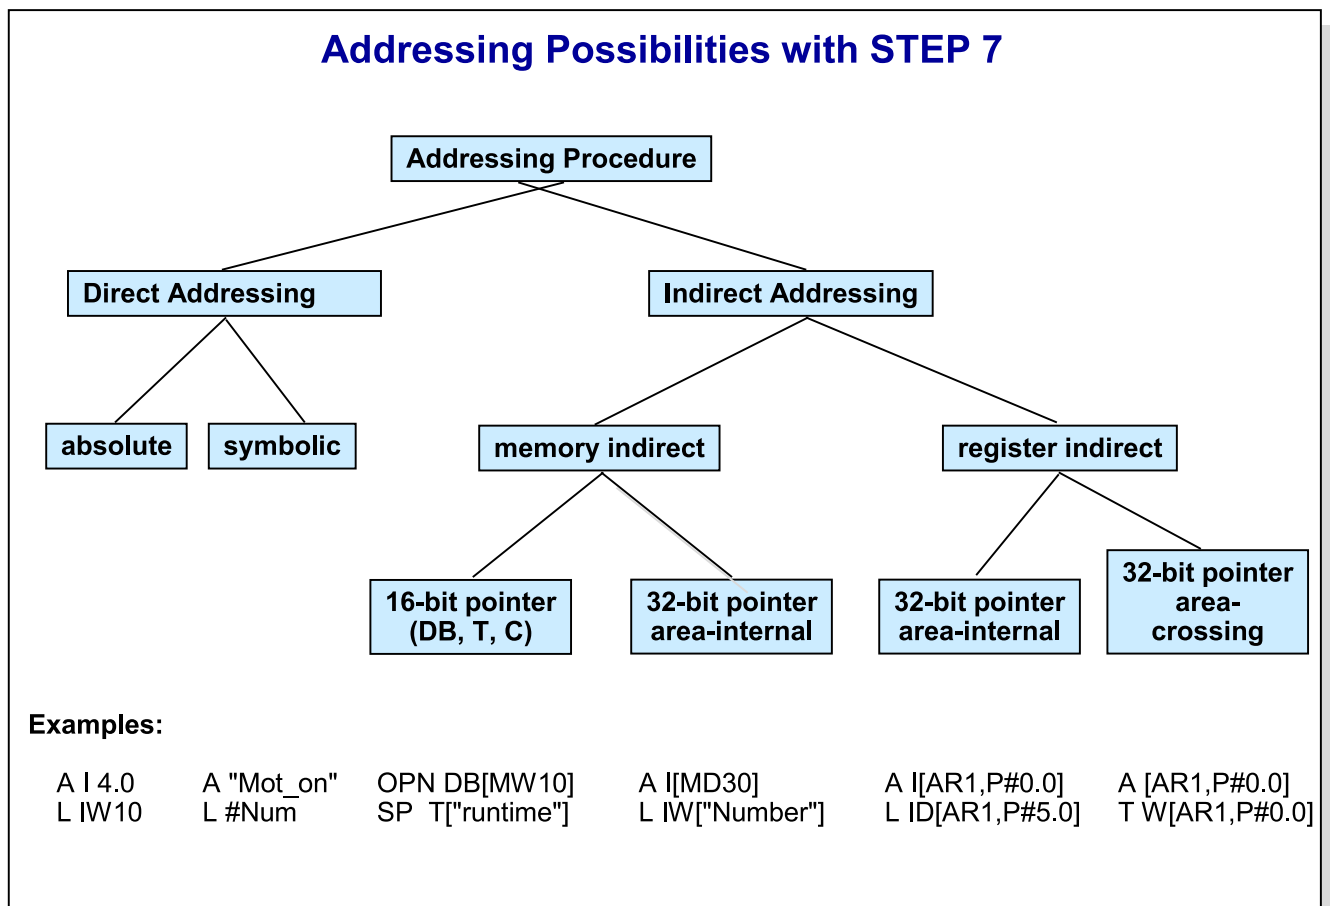 Addressing Possibilities with STEP 7
Addressing Procedure
Direct Addressing
Indirect Addressing
absolute
symbolic
memory indirect
register indirect
16-bit pointer
(DB, T, C)
32-bit pointer
area-internal
32-bit pointer
area-internal
32-bit pointer
area-
crossing
Examples:
A I 4.0
L IW10
A "Mot_on"
L #Num
OPN DB[MW10]
SP T["runtime"]
A I[MD30]
L IW["Number"]
A I[AR1,P#0.0]
L ID[AR1,P#5.0]
A [AR1,P#0.0]
T W[AR1,P#0.0]